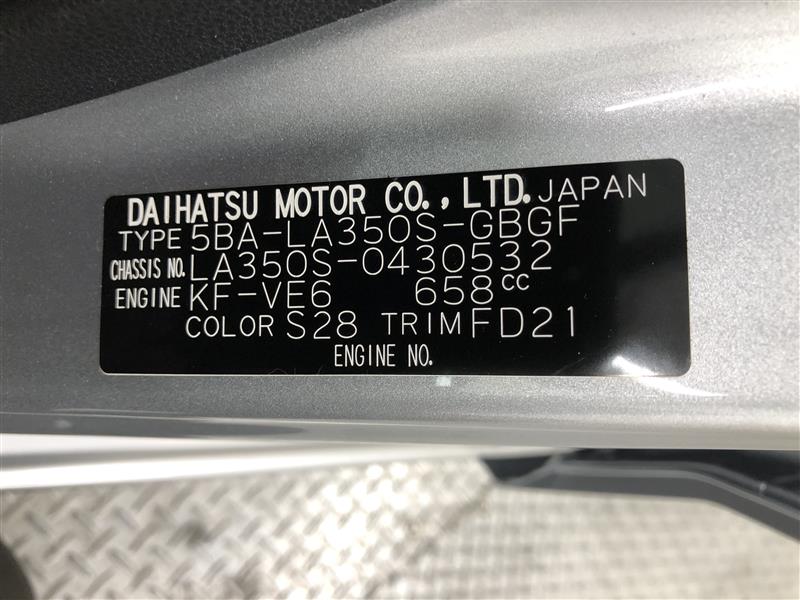 DAIHATSU MOTOR CO., LTD. JAPAN
TYPE 5BA-LA350S-GBGF
CHASSIS NO. LA350S-0430532
ENGINE KF-VE6 658cc
COLOR S28 TRIM FD21
ENGINE NO.